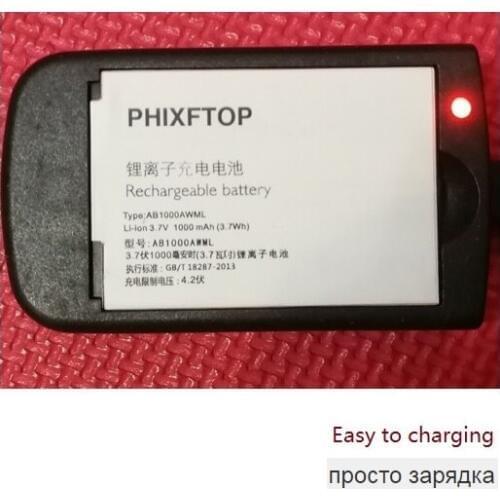 PHIXFTOP
锂离子充电电池
Rechargeable battery
Type:AB1000AWML
Li-ion 3.7V 1000 mAh (3.7Wh)
型号: AB1000AWML
3.7伏1000毫安时(3.7瓦时)锂离子电池
执行标准: GB/T 18287-2013
充电限制电压: 4.2伏
Easy to charging
просто зарядка